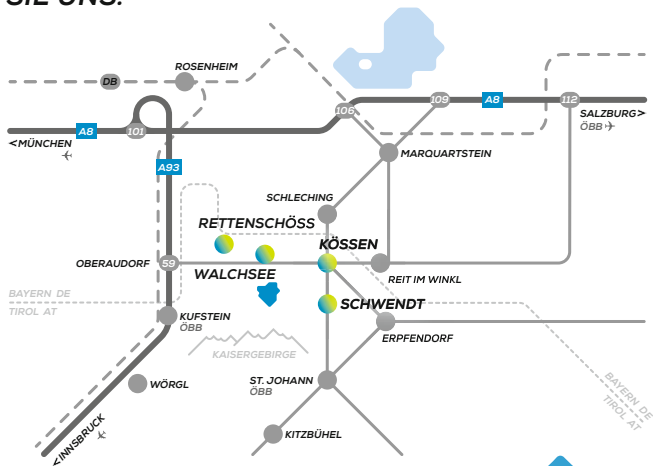 SIE UNS.
ROSENHEIM
DB
A8
109
112
106
SALZBURG>
ÖBB
A8
101
<MÜNCHEN
MARQUARTSTEIN
A93
SCHLECHING
RETTENSCHÖSS
KÖSSEN
OBERAUDORF
59
WALCHSEE
REIT IM WINKL
BAYERN DE
TIROL AT
SCHWENDT
KUFSTEIN
ÖBB
ERPFENDORF
KAISERGEBIRGE
WÖRGL
ST. JOHANN
ÖBB
BAYERN DE
TIROL AT
<INNSBRUCK
KITZBÜHEL